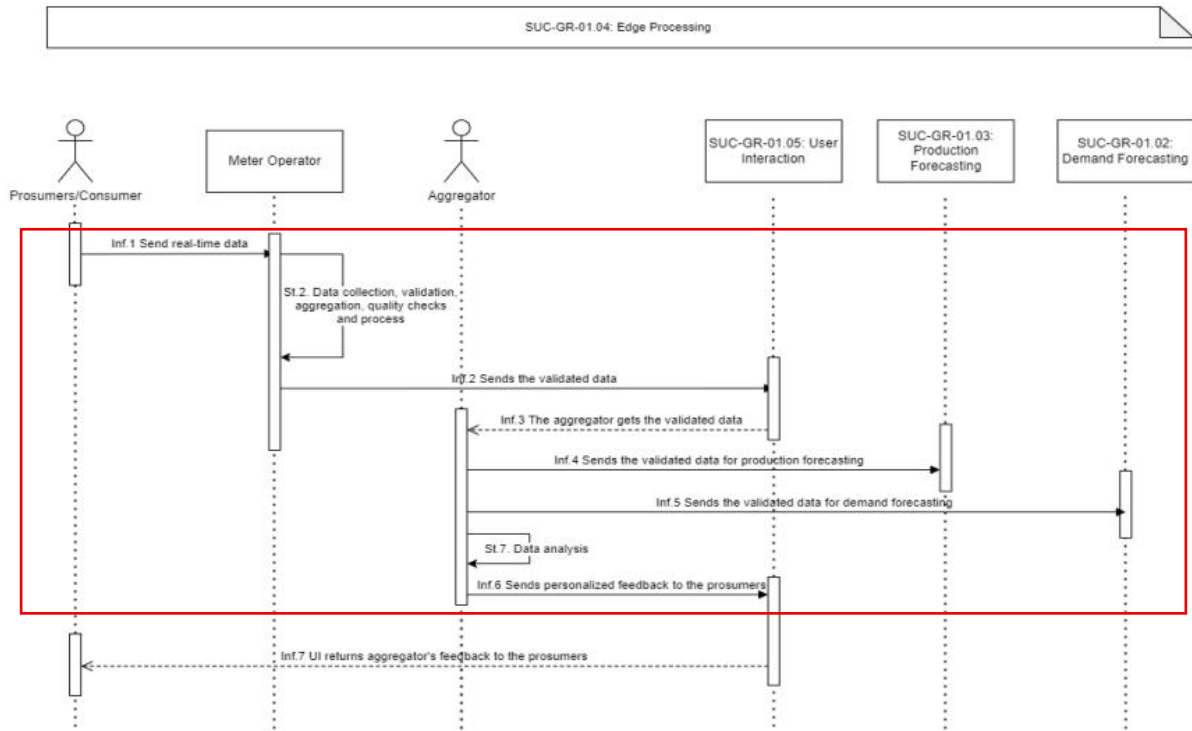 SUC-GR-01.04: Edge Processing
Prosumers/Consumer
Meter Operator
Aggregator
SUC-GR-01.05: User
Interaction
SUC-GR-01.03:
Production
Forecasting
SUC-GR-01.02:
Demand Forecasting
Inf.1 Send real-time data
St.2. Data collection, validation,
aggregation, quality checks
and process
Inf.2 Sends the validated data
Inf.3 The aggregator gets the validated data
Inf.4 Sends the validated data for production forecasting
Inf.5 Sends the validated data for demand forecasting
St.7. Data analysis
Inf.6 Sends personalized feedback to the prosumers
Inf.7 UI returns aggregator's feedback to the prosumers